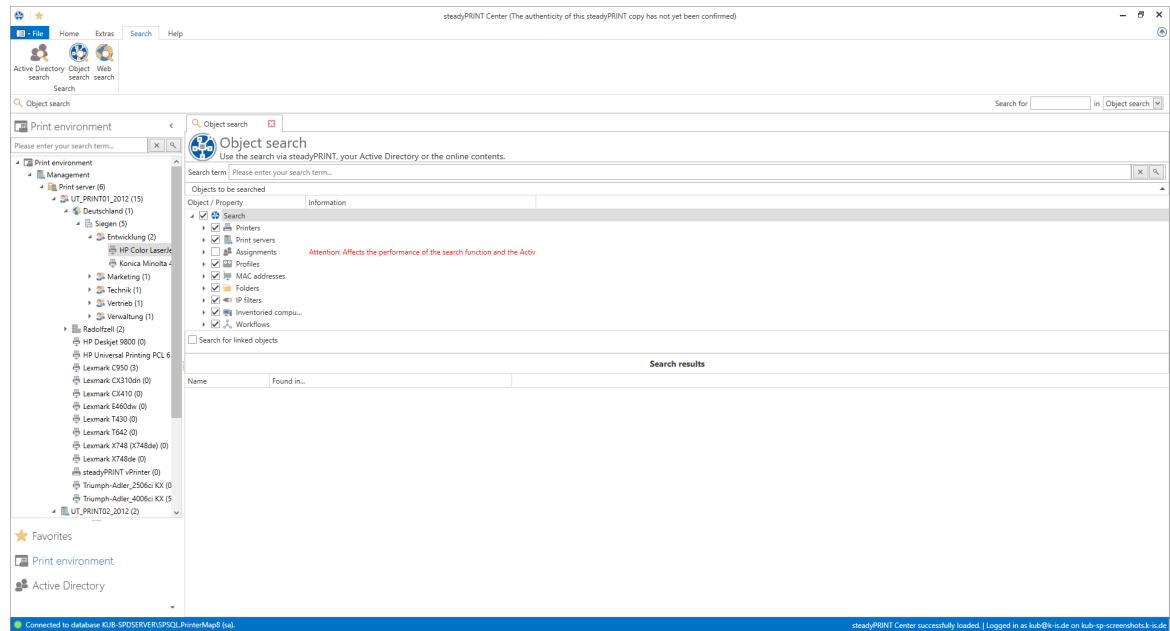 steadyPRINT Center (The authenticity of this steadyPRINT copy has not yet been confirmed)
File Home Extras Search Help
Active Directory search
Object search
Web search
Search
Object search
Search for in Object search
Print environment
Please enter your search term...
Print environment
Management
Print server (6)
UT_PRINT01_2012 (15)
Deutschland (1)
Siegen (5)
Entwicklung (2)
HP Color LaserJe
Konica Minolta 4
Marketing (1)
Technik (1)
Vertrieb (1)
Verwaltung (1)
Radolfzell (2)
HP Deskjet 9800 (0)
HP Universal Printing PCL 6
Lexmark C950 (3)
Lexmark CX310dn (0)
Lexmark CX410 (0)
Lexmark E460dw (0)
Lexmark T430 (0)
Lexmark T642 (0)
Lexmark X748 (X748de) (0)
Lexmark X748de (0)
steadyPRINT vPrinter (0)
Triumph-Adler_2506ci KX (0
Triumph-Adler_4006ci KX (5
UT_PRINT02_2012 (2)
Favorites
Print environment
Active Directory
Object search
Object search
Use the search via steadyPRINT, your Active Directory or the online contents.
Search term Please enter your search term...
Objects to be searched
Object / Property Information
Search
Printers
Print servers
Assignments Attention: Affects the performance of the search function and the Activ
Profiles
MAC addresses
Folders
IP filters
Inventoried compu...
Workflows
Search for linked objects
Search results
Name Found in...
Connected to database KUB-SPDSERVER\SPSQL.PrinterMap8 (sa).
steadyPRINT Center successfully loaded. | Logged in as kub@k-is.de on kub-sp-screenshots.k-is.de